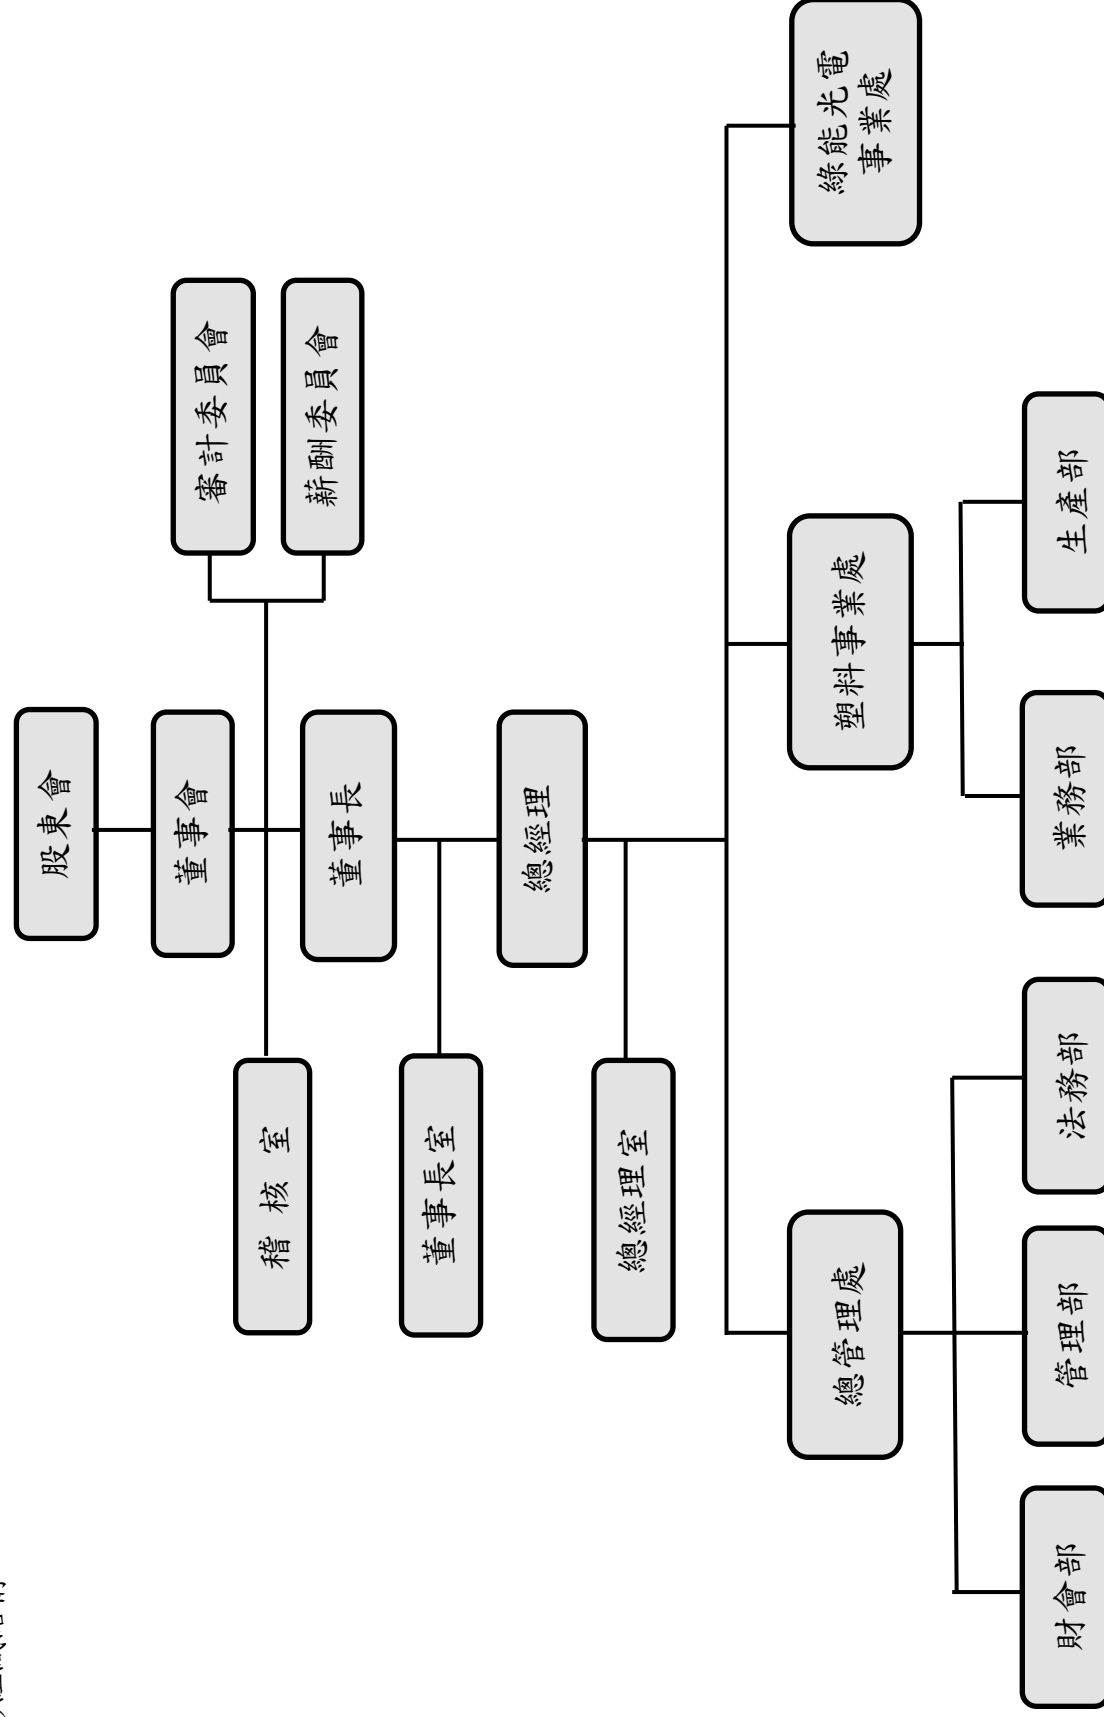 股東會
董事會
審計委員會
薪酬委員會
稽核室
董事長
董事長室
總經理
總經理室
總管理處
塑料事業處
綠能光電
事業處
財會部
管理部
法務部
業務部
生產部